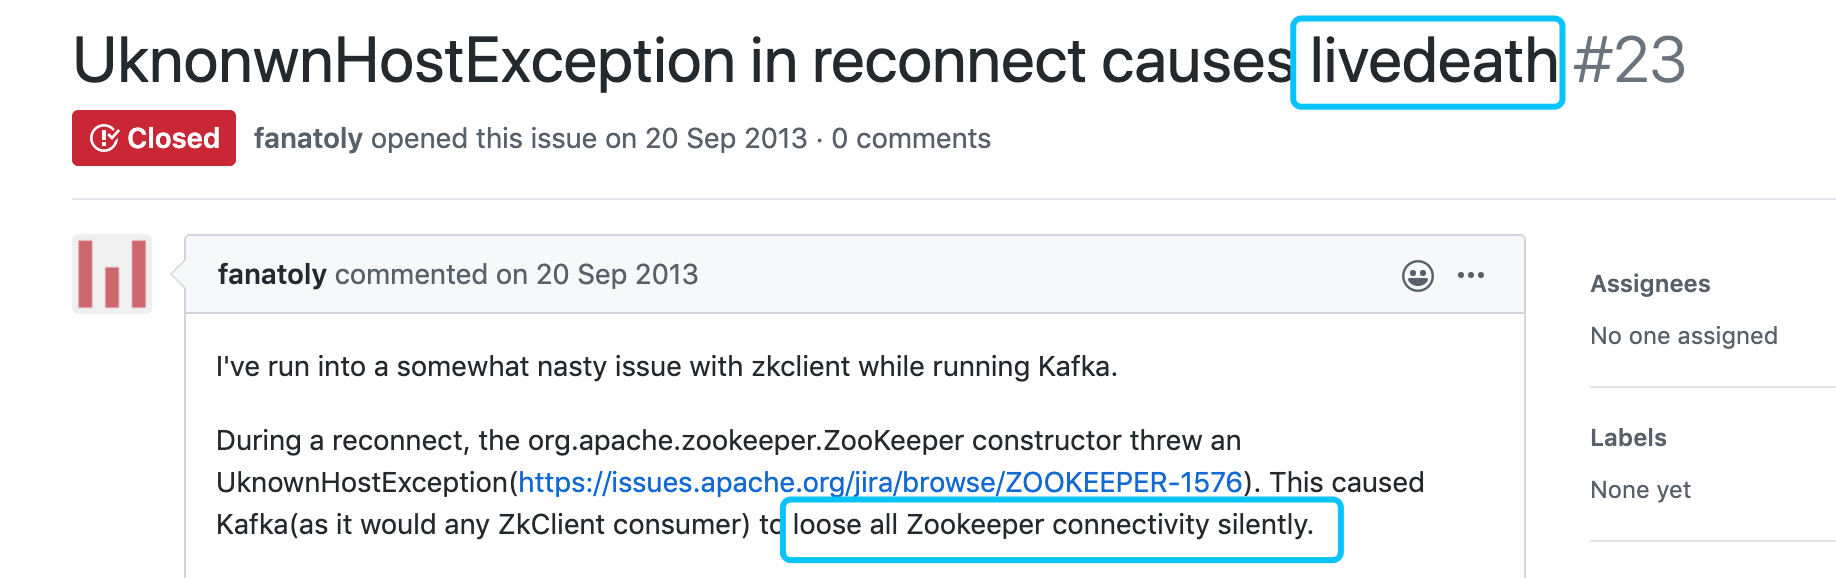 UknonwnHostException in reconnect causes livedeath #23
Closed fanatoly opened this issue on 20 Sep 2013 · 0 comments
fanatoly commented on 20 Sep 2013
I've run into a somewhat nasty issue with zkclient while running Kafka.
During a reconnect, the org.apache.zookeeper.ZooKeeper constructor threw an
UknownHostException(https://issues.apache.org/jira/browse/ZOOKEEPER-1576). This caused
Kafka(as it would any ZkClient consumer) to loose all Zookeeper connectivity silently.
Assignees
No one assigned
Labels
None yet